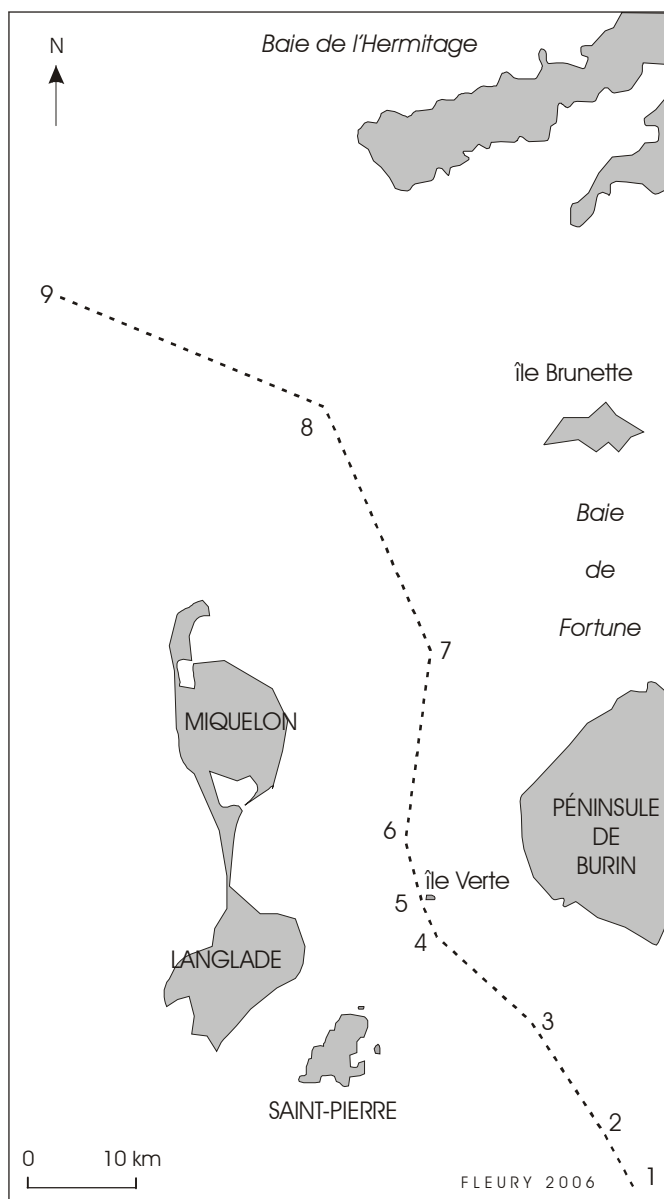 N
Baie de l'Hermitage
9
île Brunette
8
Baie
de
Fortune
7
MIQUELON
PÉNINSULE
DE
BURIN
6
île Verte
5
4
LANGLADE
3
SAINT-PIERRE
2
0 10 km
1
FLEURY 2006